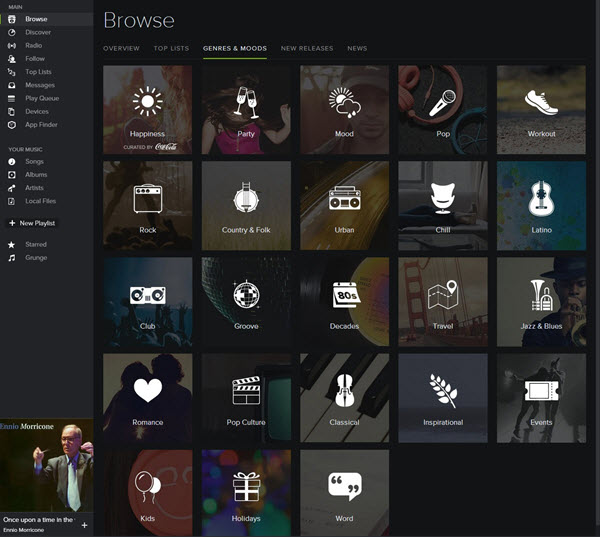 MAIN
Browse
Discover
Radio
Follow
Top Lists
Messages
Play Queue
Devices
App Finder
YOUR MUSIC
Songs
Albums
Artists
Local Files
+ New Playlist
Starred
Grunge
Ennio Morricone
Once upon a time in the
Ennio Morricone
+
Browse
OVERVIEW TOP LISTS GENRES & MOODS NEW RELEASES NEWS
Happiness
CURATED BY Coca-Cola
Party
Mood
Pop
Workout
Rock
Country & Folk
Urban
Chill
Latino
Club
Groove
80s
Decades
Travel
Jazz & Blues
Romance
Pop Culture
Classical
Inspirational
Events
Kids
Holidays
Word